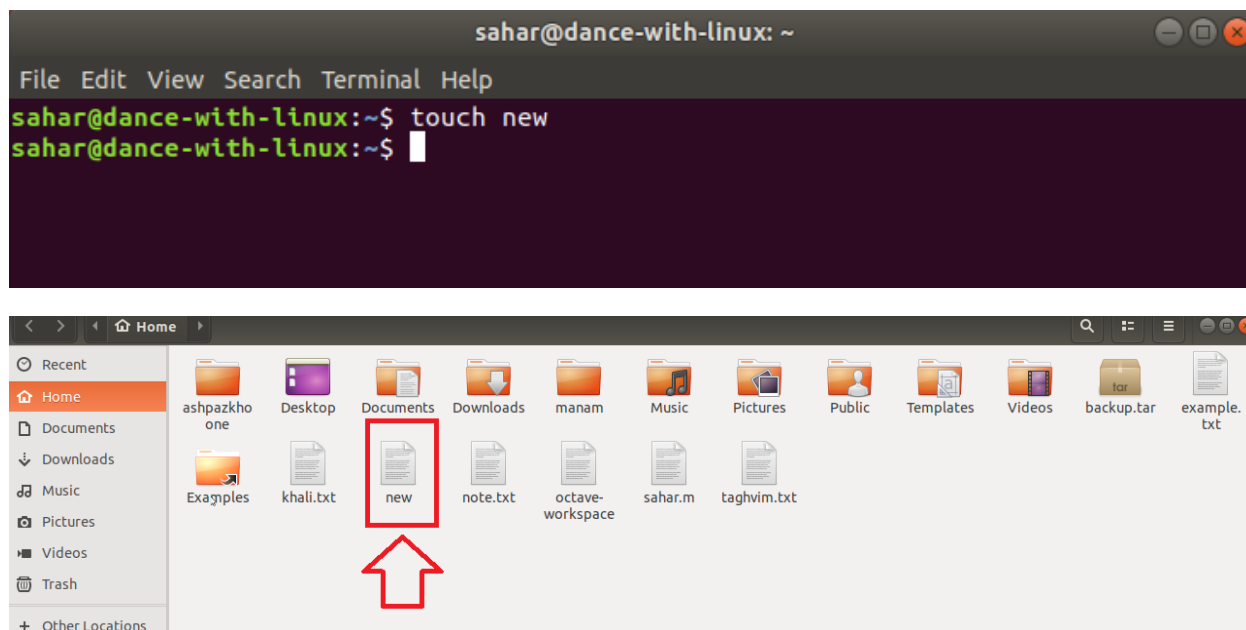 sahar@dance-with-linux: ~
File Edit View Search Terminal Help
sahar@dance-with-linux:~$ touch new
sahar@dance-with-linux:~$
Home
Recent
Home
Documents
Downloads
Music
Pictures
Videos
Trash
+ Other Locations
ashpazkho
one
Desktop
Documents
Downloads
manam
Music
Pictures
Public
Templates
Videos
tar
backup.tar
example.
txt
Examples
khali.txt
new
note.txt
octave-
workspace
sahar.m
taghvim.txt